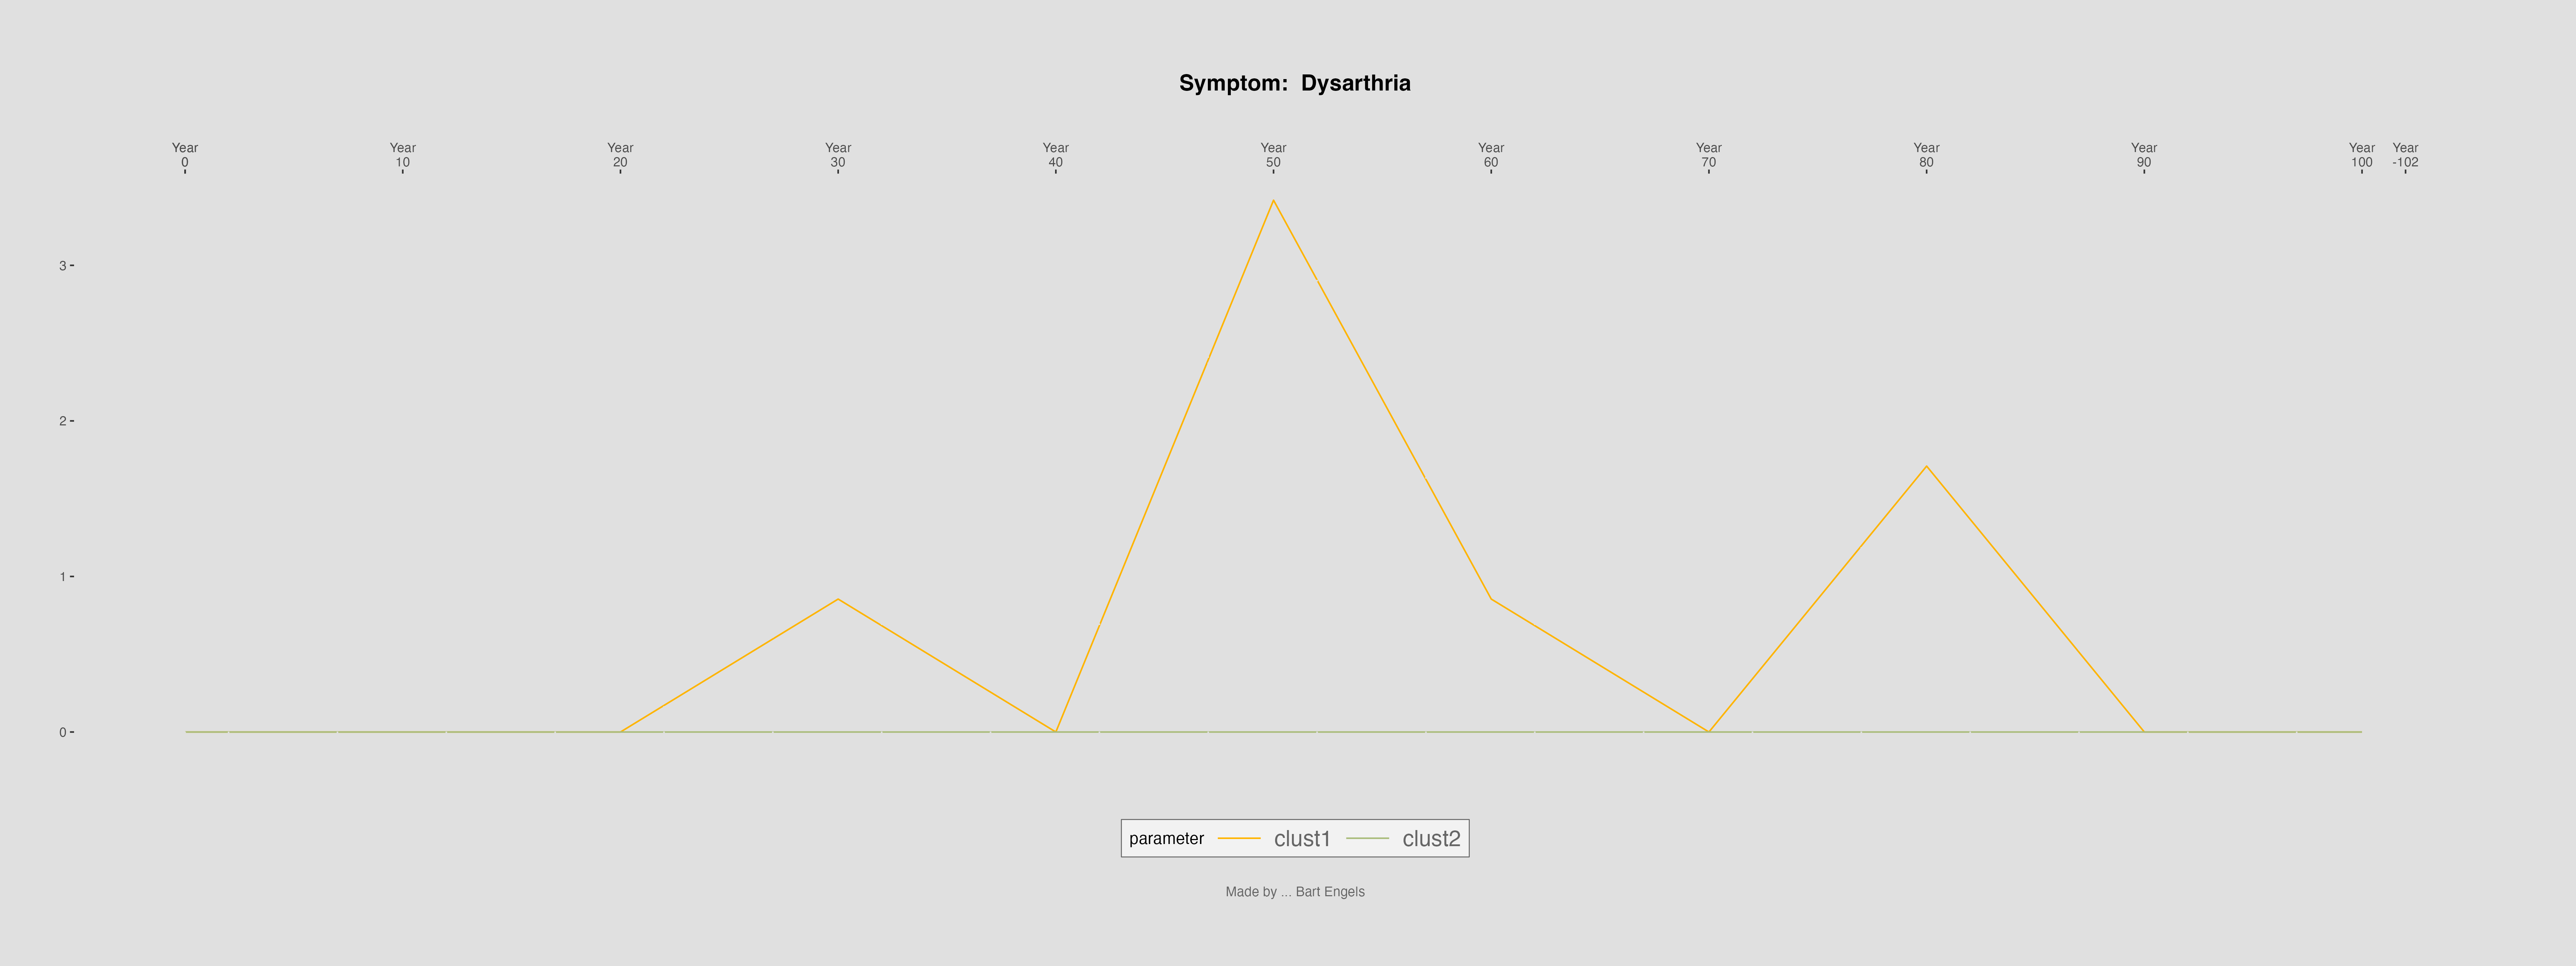 Symptom:  Dysarthria
Year Year Year Year Year Year Year Year Year Year Year Year
0 10 20 30 40 50 60 70 80 90 100 -102
3
2
1
0
parameter clust1 clust2
Made by ... Bart Engels